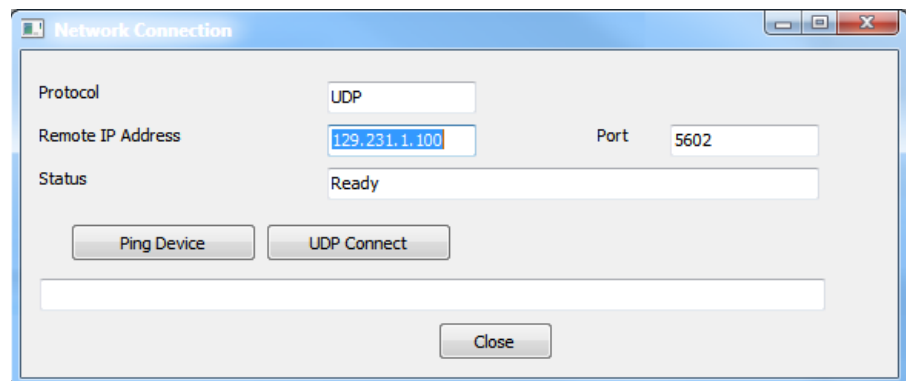 Network Connection
Protocol UDP
Remote IP Address 129.231.1.100 Port 5602
Status Ready
Ping Device UDP Connect
Close